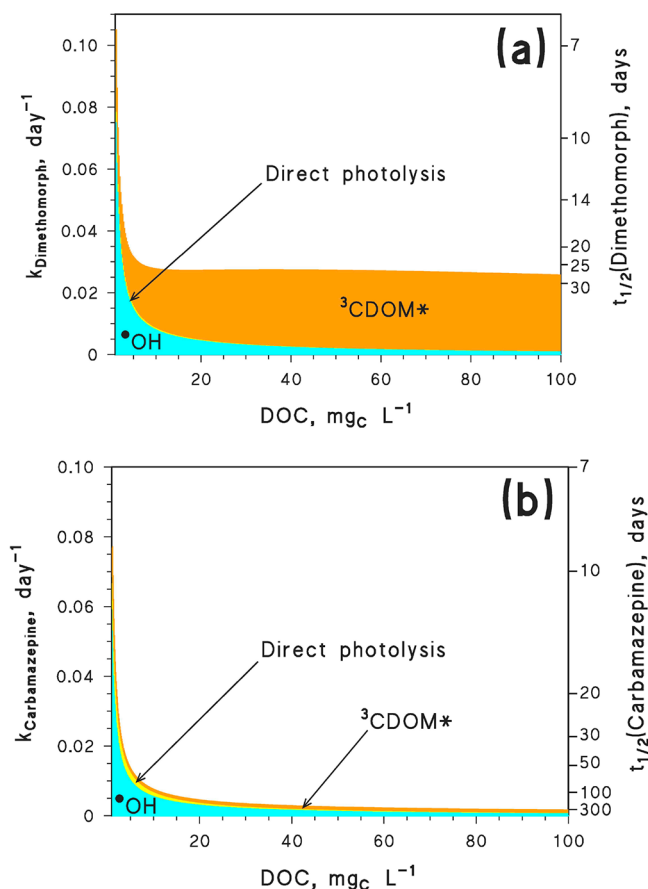 (a)
k_Dimethomorph, day⁻¹
0.10
0.08
0.06
0.04
0.02
0
Direct photolysis
³CDOM*
•OH
7
10
14
20
25
30
t₁/₂(Dimethomorph), days
20
40
60
80
100
DOC, mg_C L⁻¹
(b)
k_Carbamazepine, day⁻¹
0.10
0.08
0.06
0.04
0.02
0
Direct photolysis
³CDOM*
•OH
7
10
20
30
50
100
300
t₁/₂(Carbamazepine), days
20
40
60
80
100
DOC, mg_C L⁻¹